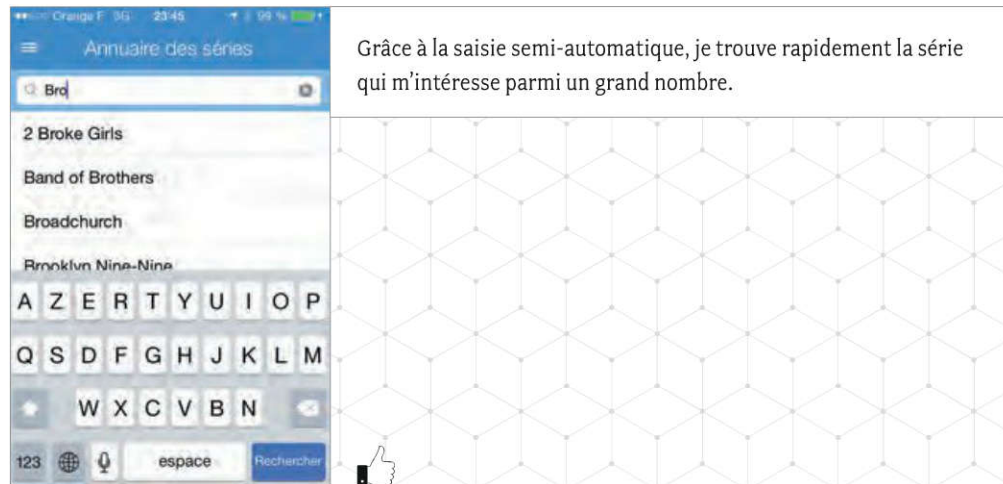 Orange F 3G 23:45 99 %
Annuaire des séries
Bro
2 Broke Girls
Band of Brothers
Broadchurch
Brooklyn Nine-Nine
A Z E R T Y U I O P
Q S D F G H J K L M
W X C V B N
123 espace Rechercher
Grâce à la saisie semi-automatique, je trouve rapidement la série
qui m'intéresse parmi un grand nombre.